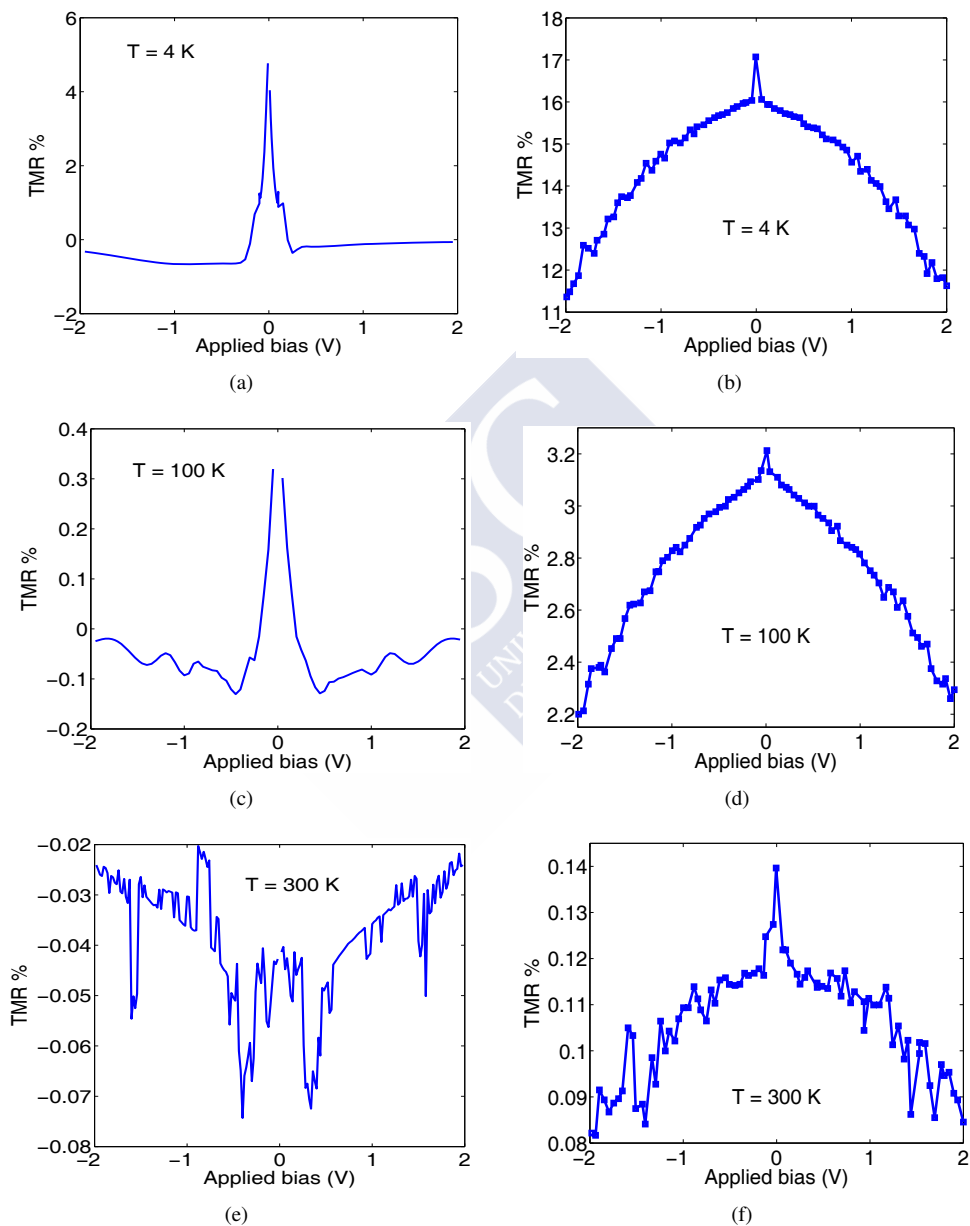 6
4
2
0
−2
TMR %
T = 4 K
−2 −1 0 1 2
Applied bias (V)
(a)
18
17
16
15
14
13
12
11
TMR %
T = 4 K
−2 −1 0 1 2
Applied bias (V)
(b)
0.4
0.3
0.2
0.1
0
−0.1
−0.2
TMR %
T = 100 K
−2 −1 0 1 2
Applied bias (V)
(c)
3.2
3
2.8
2.6
2.4
2.2
TMR %
T = 100 K
−2 −1 0 1 2
Applied bias (V)
(d)
−0.02
−0.03
−0.04
−0.05
−0.06
−0.07
−0.08
TMR %
T = 300 K
−2 −1 0 1 2
Applied bias (V)
(e)
0.14
0.13
0.12
0.11
0.1
0.09
0.08
TMR %
T = 300 K
−2 −1 0 1 2
Applied bias (V)
(f)